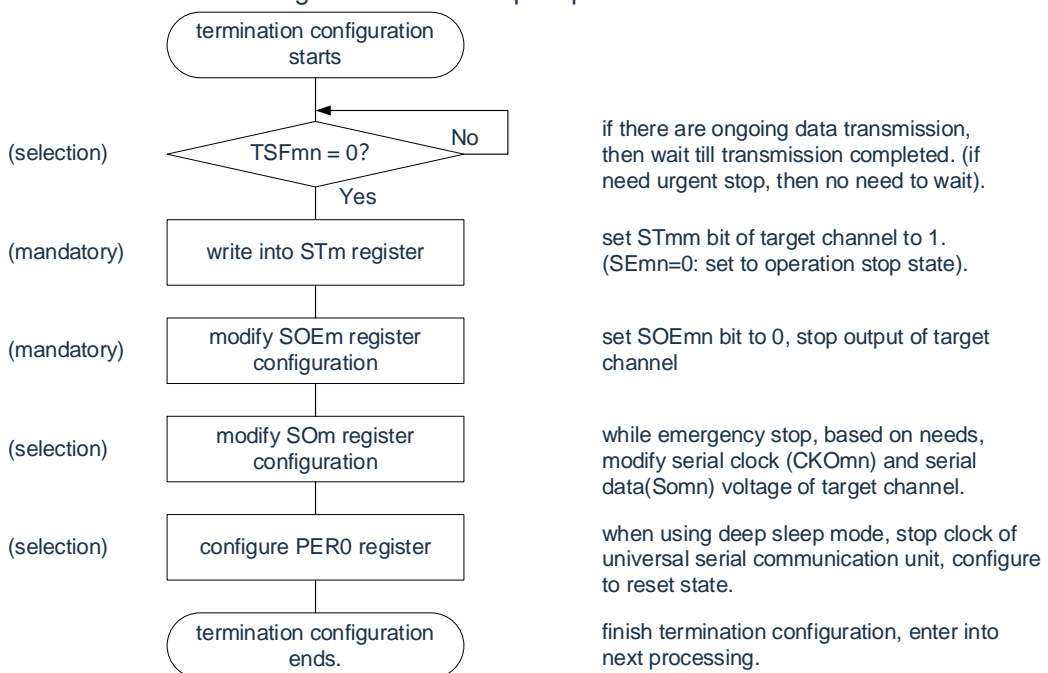 termination configuration
starts
(selection)
TSFmn = 0?
No
Yes
if there are ongoing data transmission,
then wait till transmission completed. (if
need urgent stop, then no need to wait).
(mandatory)
write into STm register
set STmm bit of target channel to 1.
(SEmn=0: set to operation stop state).
(mandatory)
modify SOEm register
configuration
set SOEmn bit to 0, stop output of target
channel
(selection)
modify SOm register
configuration
while emergency stop, based on needs,
modify serial clock (CKOmn) and serial
data(Somn) voltage of target channel.
(selection)
configure PER0 register
when using deep sleep mode, stop clock of
universal serial communication unit, configure
to reset state.
termination configuration
ends.
finish termination configuration, enter into
next processing.